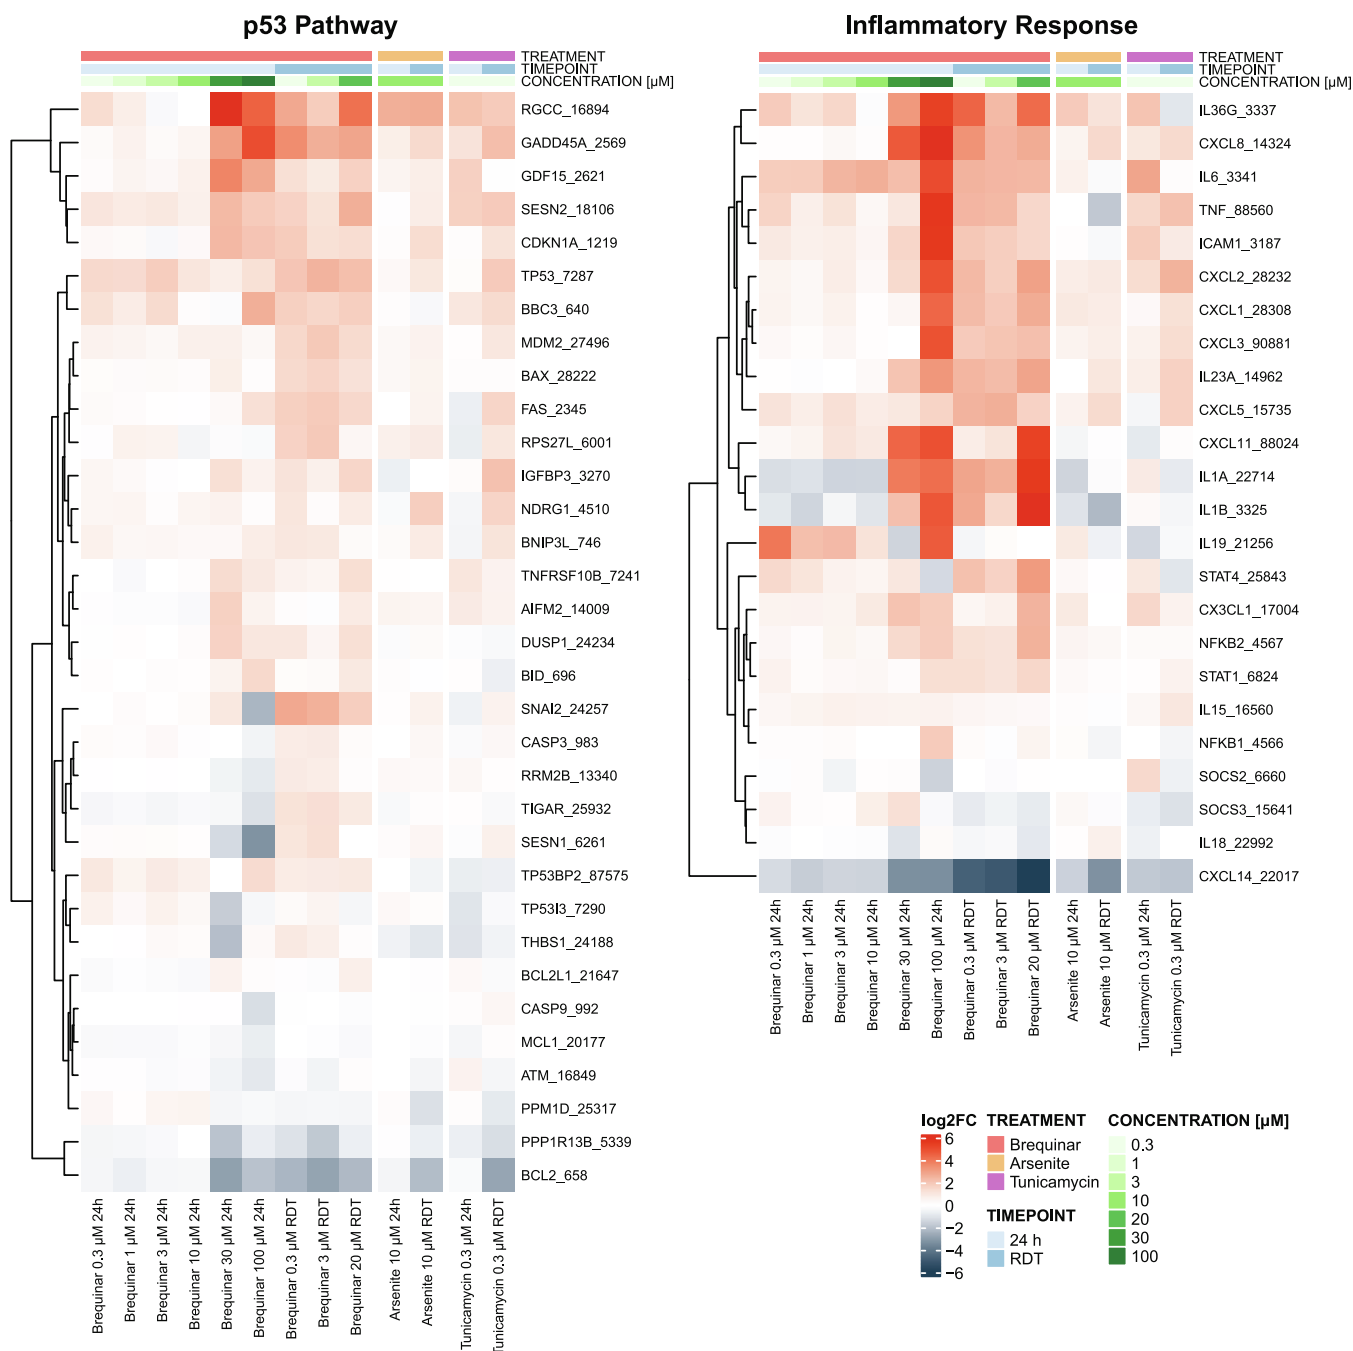 p53 Pathway
TREATMENT
TIMEPOINT
CONCENTRATION [µM]
RGCC_16894
GADD45A_2569
GDF15_2621
SESN2_18106
CDKN1A_1219
TP53_7287
BBC3_640
MDM2_27496
BAX_28222
FAS_2345
RPS27L_6001
IGFBP3_3270
NDRG1_4510
BNIP3L_746
TNFRSF10B_7241
AIFM2_14009
DUSP1_24234
BID_696
SNAI2_24257
CASP3_983
RRM2B_13340
TIGAR_25932
SESN1_6261
TP53BP2_87575
TP53I3_7290
THBS1_24188
BCL2L1_21647
CASP9_992
MCL1_20177
ATM_16849
PPM1D_25317
PPP1R13B_5339
BCL2_658
Brequinar 0.3 µM 24h
Brequinar 1 µM 24h
Brequinar 3 µM 24h
Brequinar 10 µM 24h
Brequinar 30 µM 24h
Brequinar 100 µM 24h
Brequinar 0.3 µM RDT
Brequinar 3 µM RDT
Brequinar 20 µM RDT
Arsenite 10 µM 24h
Arsenite 10 µM RDT
Tunicamycin 0.3 µM 24h
Tunicamycin 0.3 µM RDT
Inflammatory Response
TREATMENT
TIMEPOINT
CONCENTRATION [µM]
IL36G_3337
CXCL8_14324
IL6_3341
TNF_88560
ICAM1_3187
CXCL2_28232
CXCL1_28308
CXCL3_90881
IL23A_14962
CXCL5_15735
CXCL11_88024
IL1A_22714
IL1B_3325
IL19_21256
STAT4_25843
CX3CL1_17004
NFKB2_4567
STAT1_6824
IL15_16560
NFKB1_4566
SOCS2_6660
SOCS3_15641
IL18_22992
CXCL14_22017
Brequinar 0.3 µM 24h
Brequinar 1 µM 24h
Brequinar 3 µM 24h
Brequinar 10 µM 24h
Brequinar 30 µM 24h
Brequinar 100 µM 24h
Brequinar 0.3 µM RDT
Brequinar 3 µM RDT
Brequinar 20 µM RDT
Arsenite 10 µM 24h
Arsenite 10 µM RDT
Tunicamycin 0.3 µM 24h
Tunicamycin 0.3 µM RDT
log2FC
6
4
2
0
−2
−4
−6
TREATMENT
Brequinar
Arsenite
Tunicamycin
TIMEPOINT
24 h
RDT
CONCENTRATION [µM]
0.3
1
3
10
20
30
100